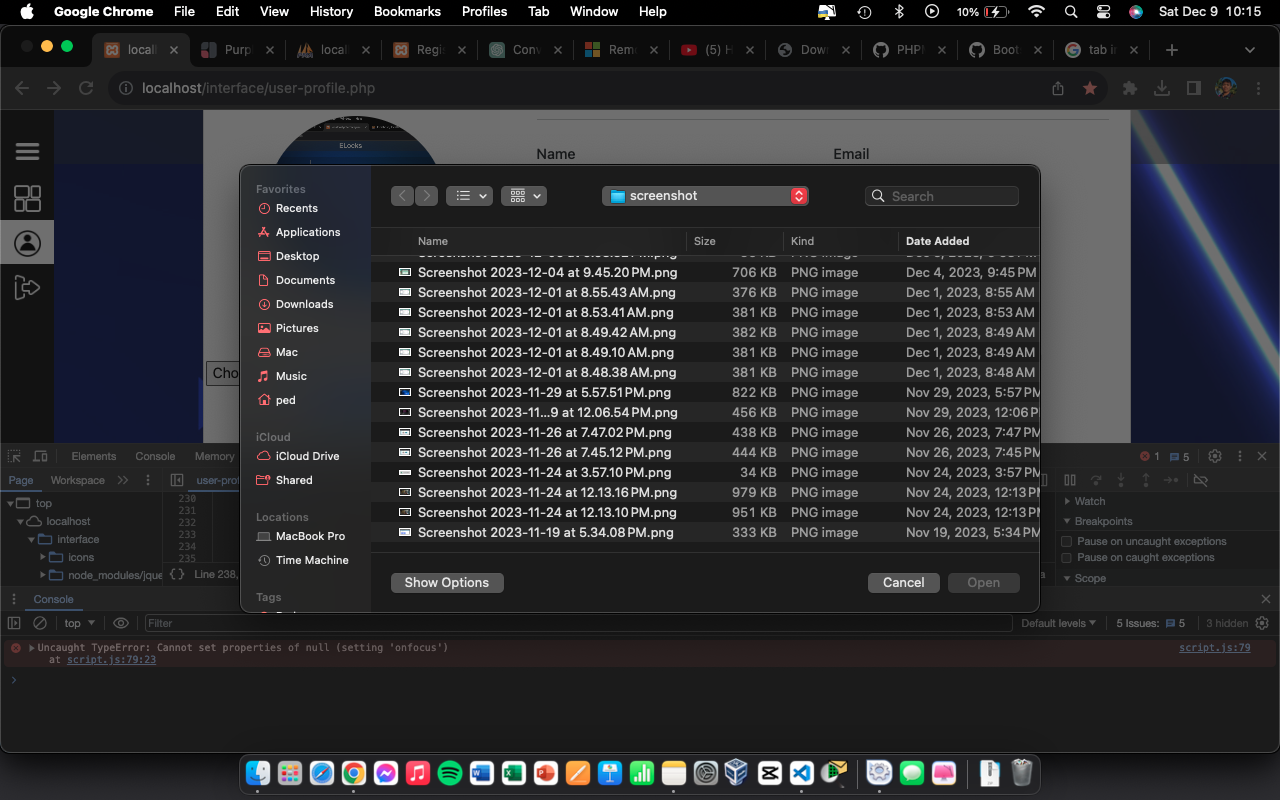 Google Chrome File Edit View History Bookmarks Profiles Tab Window Help 10% Sat Dec 9 10:15
locall Purp local Regis Conv Rem (5) H Dow PHPM Boot tab in
localhost/interface/user-profile.php
ELocks
Name Email
Cho
Favorites
Recents
Applications
Desktop
Documents
Downloads
Pictures
Mac
Music
ped
iCloud
iCloud Drive
Shared
Locations
MacBook Pro
Time Machine
Tags
screenshot Search
Name Size Kind Date Added
Screenshot 2023-12-04 at 9.45.20 PM.png 706 KB PNG image Dec 4, 2023, 9:45 PM
Screenshot 2023-12-01 at 8.55.43 AM.png 376 KB PNG image Dec 1, 2023, 8:55 AM
Screenshot 2023-12-01 at 8.53.41 AM.png 381 KB PNG image Dec 1, 2023, 8:53 AM
Screenshot 2023-12-01 at 8.49.42 AM.png 382 KB PNG image Dec 1, 2023, 8:49 AM
Screenshot 2023-12-01 at 8.49.10 AM.png 381 KB PNG image Dec 1, 2023, 8:49 AM
Screenshot 2023-12-01 at 8.48.38 AM.png 381 KB PNG image Dec 1, 2023, 8:48 AM
Screenshot 2023-11-29 at 5.57.51 PM.png 822 KB PNG image Nov 29, 2023, 5:57 P
Screenshot 2023-11...9 at 12.06.54 PM.png 456 KB PNG image Nov 29, 2023, 12:06 P
Screenshot 2023-11-26 at 7.47.02 PM.png 438 KB PNG image Nov 26, 2023, 7:47 P
Screenshot 2023-11-26 at 7.45.12 PM.png 444 KB PNG image Nov 26, 2023, 7:45 P
Screenshot 2023-11-24 at 3.57.10 PM.png 34 KB PNG image Nov 24, 2023, 3:57 P
Screenshot 2023-11-24 at 12.13.16 PM.png 979 KB PNG image Nov 24, 2023, 12:13 P
Screenshot 2023-11-24 at 12.13.10 PM.png 951 KB PNG image Nov 24, 2023, 12:13 P
Screenshot 2023-11-19 at 5.34.08 PM.png 333 KB PNG image Nov 19, 2023, 5:34 P
Show Options Cancel Open
Elements Console Memory 1 5
Page Workspace user-prof
top
localhost
interface
icons
node_modules/jque
230
231
232
233
234
235
{} Line 238,
Watch
Breakpoints
Pause on uncaught exceptions
Pause on caught exceptions
Scope
Console
top Filter Default levels 5 Issues: 5 3 hidden
Uncaught TypeError: Cannot set properties of null (setting 'onfocus') script.js:79
at script.js:79:23